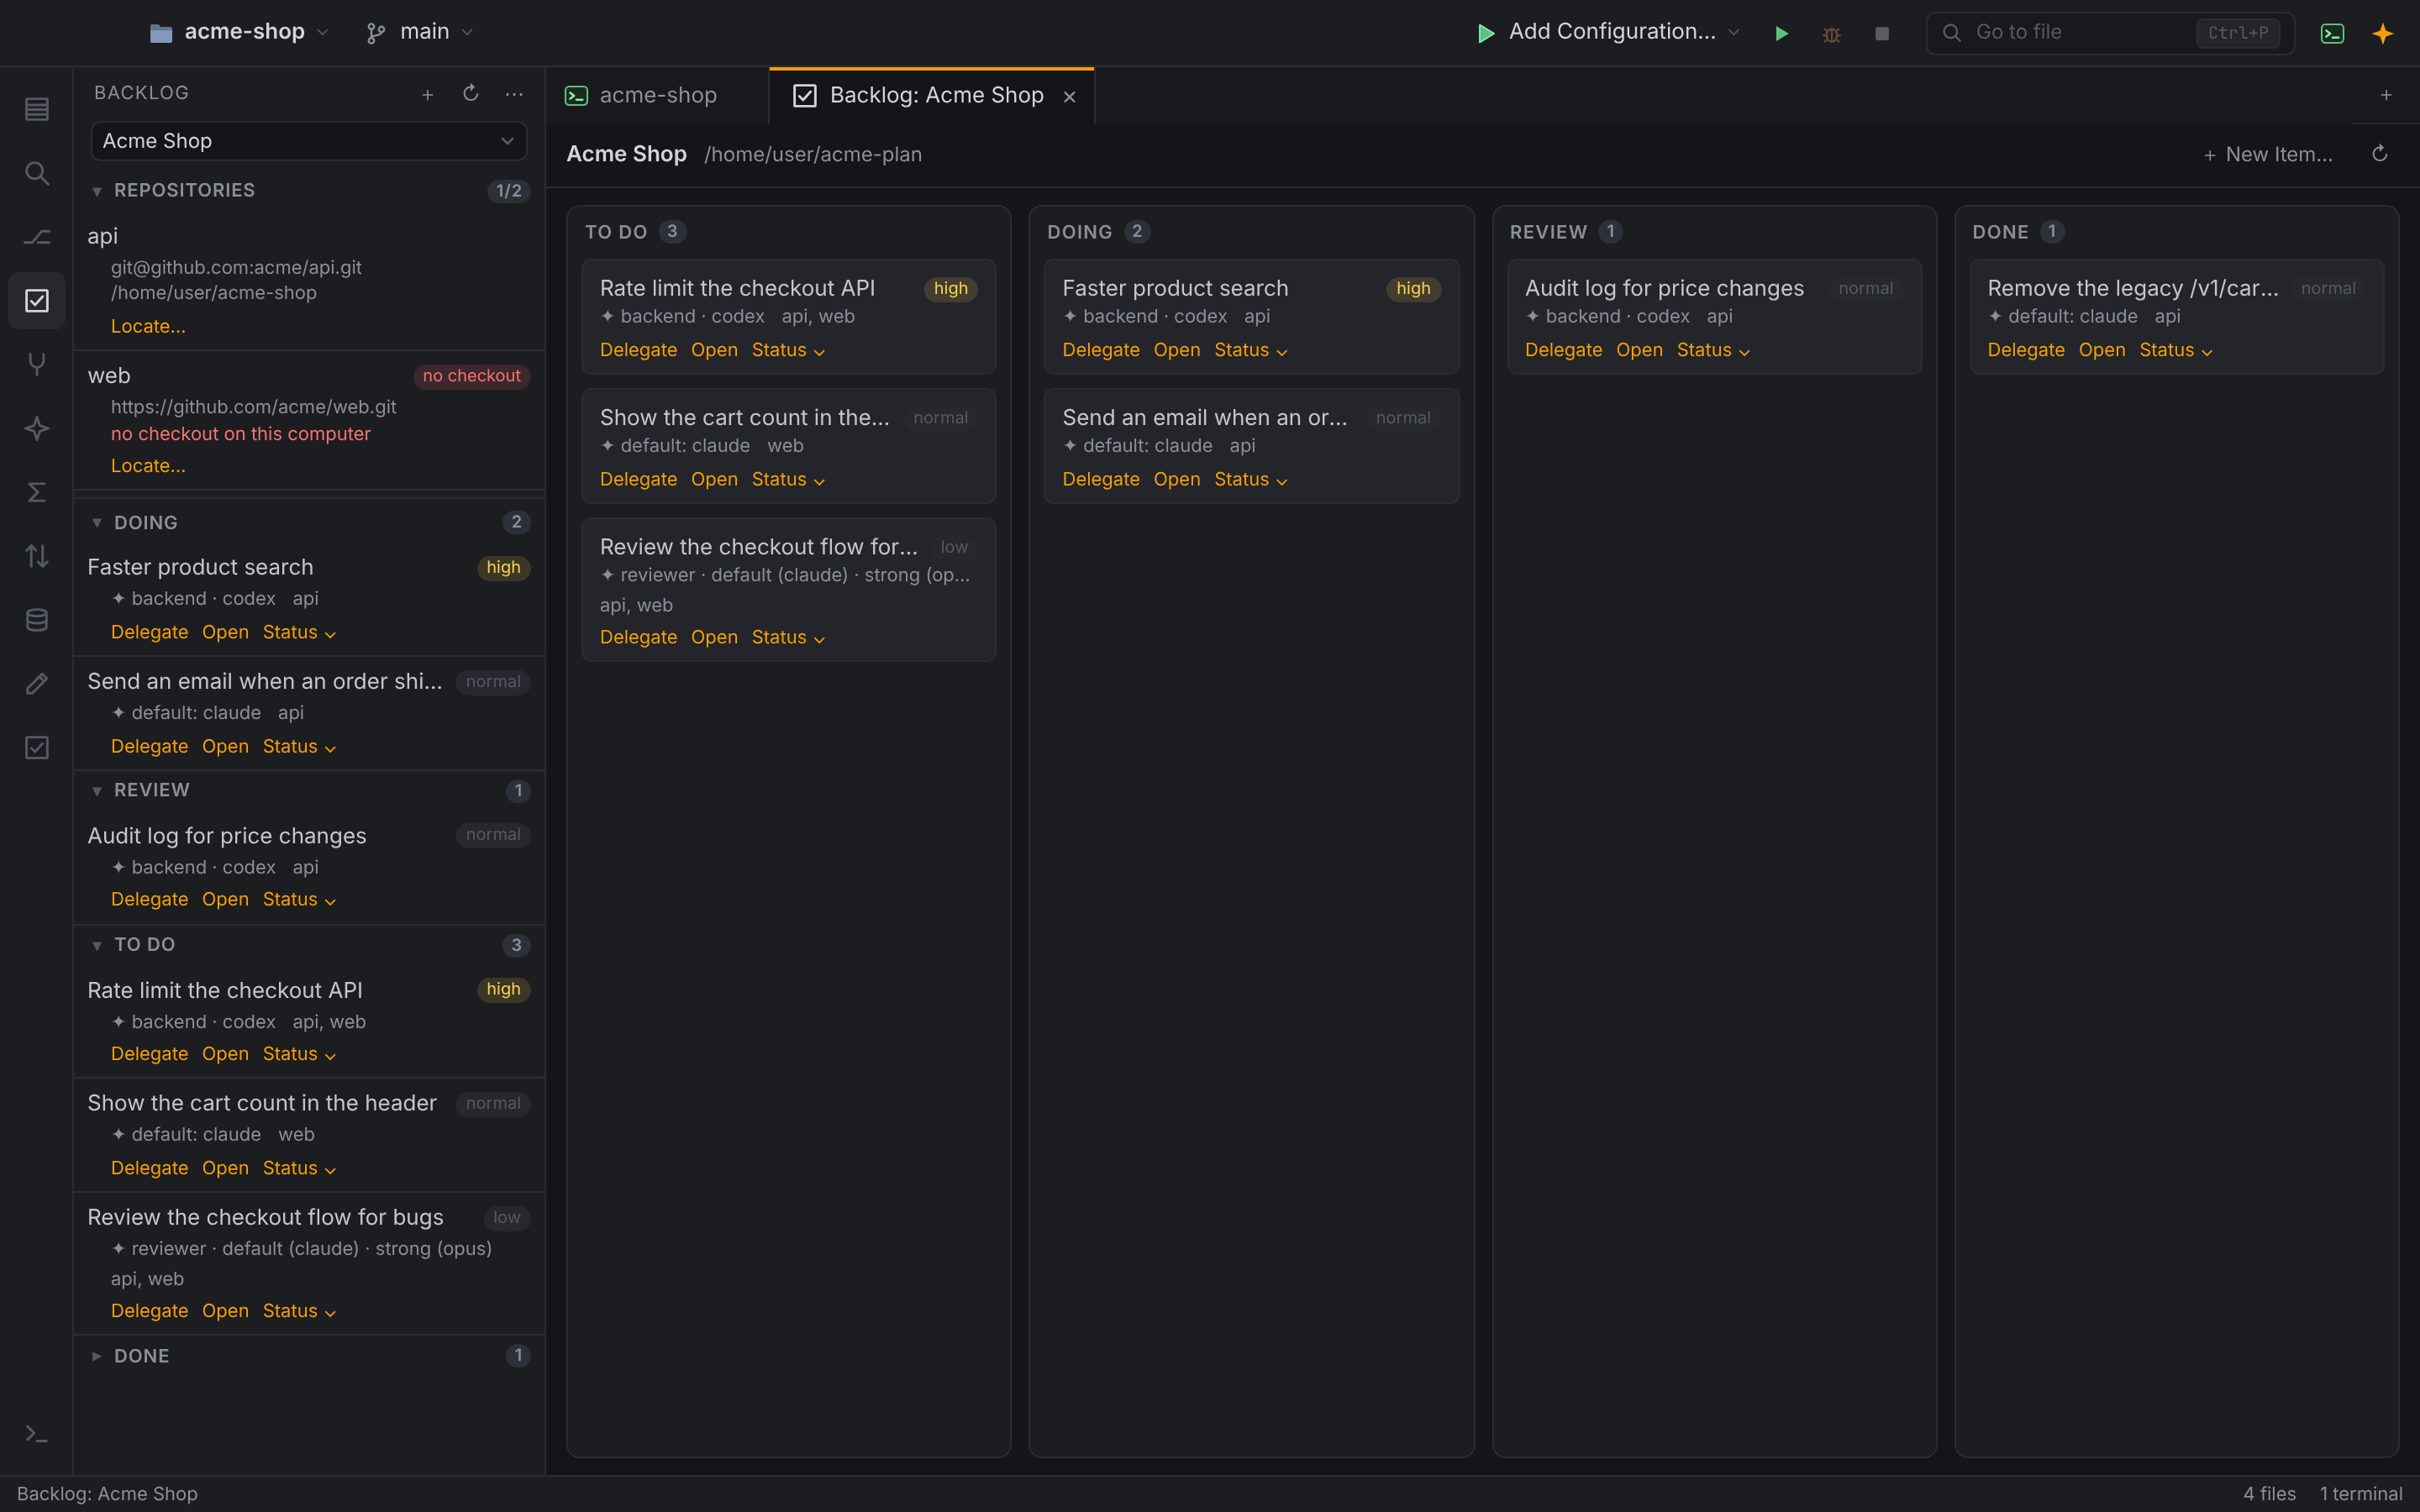 acme-shop
main
Add Configuration...
Go to file
Ctrl+P
BACKLOG
Acme Shop
REPOSITORIES 1/2
api
git@github.com:acme/api.git
/home/user/acme-shop
Locate...
web no checkout
https://github.com/acme/web.git
no checkout on this computer
Locate...
DOING 2
Faster product search high
backend · codex api
Delegate Open Status
Send an email when an order shi... normal
default: claude api
Delegate Open Status
REVIEW 1
Audit log for price changes normal
backend · codex api
Delegate Open Status
TO DO 3
Rate limit the checkout API high
backend · codex api, web
Delegate Open Status
Show the cart count in the header normal
default: claude web
Delegate Open Status
Review the checkout flow for bugs low
reviewer · default (claude) · strong (opus)
api, web
Delegate Open Status
DONE 1
acme-shop
Backlog: Acme Shop
Acme Shop /home/user/acme-plan
+ New Item...
TO DO 3
Rate limit the checkout API high
backend · codex api, web
Delegate Open Status
Show the cart count in the... normal
default: claude web
Delegate Open Status
Review the checkout flow for... low
reviewer · default (claude) · strong (op...
api, web
Delegate Open Status
DOING 2
Faster product search high
backend · codex api
Delegate Open Status
Send an email when an or... normal
default: claude api
Delegate Open Status
REVIEW 1
Audit log for price changes normal
backend · codex api
Delegate Open Status
DONE 1
Remove the legacy /v1/car... normal
default: claude api
Delegate Open Status
Backlog: Acme Shop
4 files
1 terminal